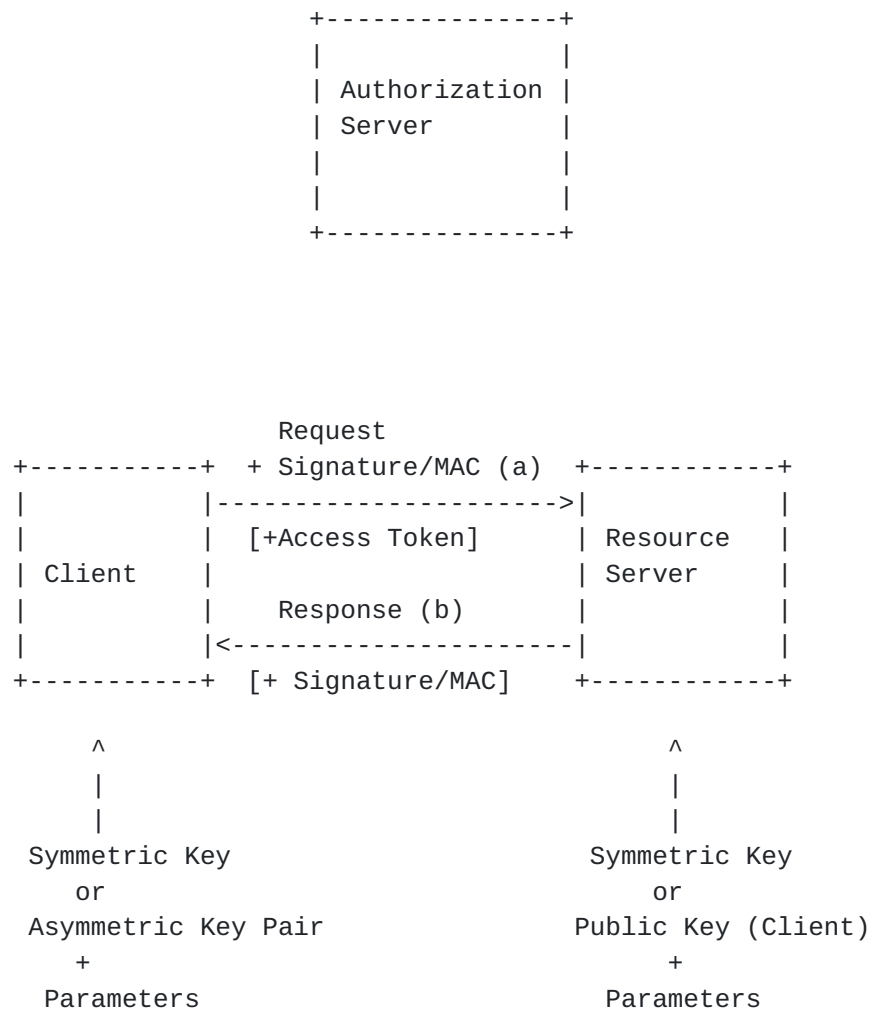 Authorization
Server
Request
+ Signature/MAC (a)
[+Access Token]
Resource
Client
Server
Response (b)
[+ Signature/MAC]
Symmetric Key
Symmetric Key
or
or
Asymmetric Key Pair
Public Key (Client)
+
+
Parameters
Parameters